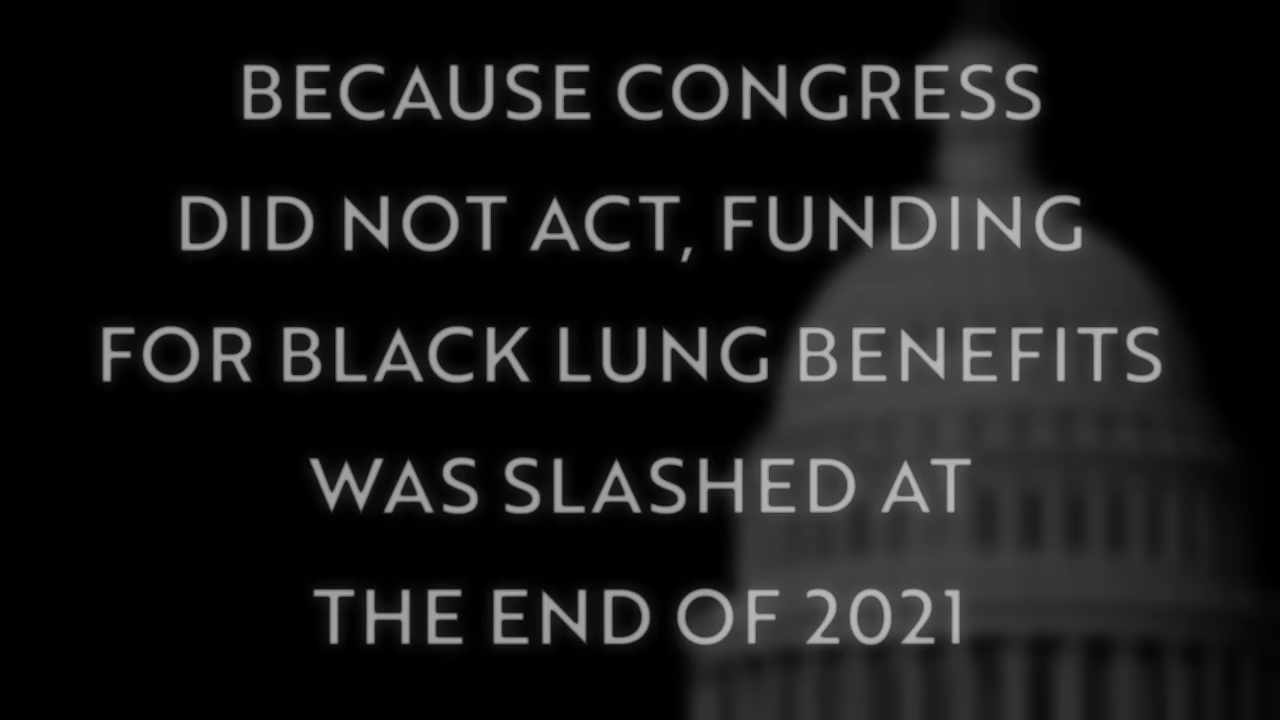 BECAUSE CONGRESS
DID NOT ACT, FUNDING
FOR BLACK LUNG BENEFITS
WAS SLASHED AT
THE END OF 2021